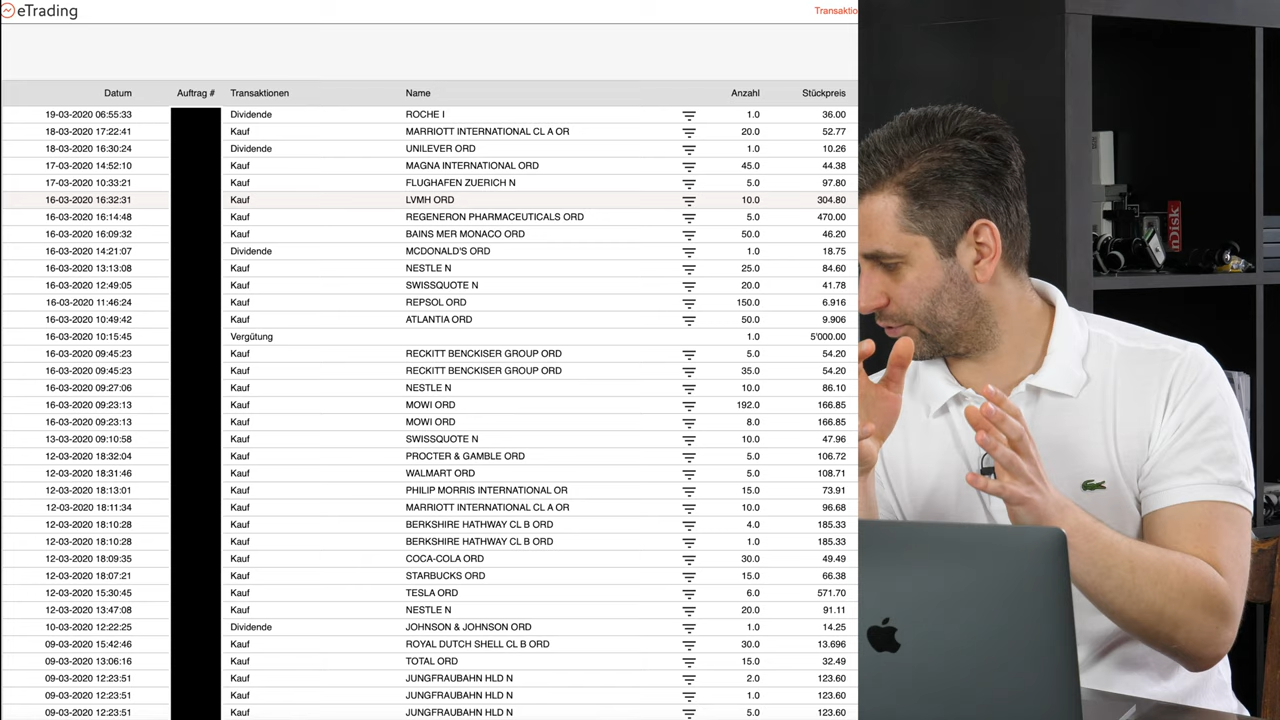 eTrading
Transaktio
Datum Auftrag # Transaktionen Name Anzahl Stückpreis
19-03-2020 06:55:33 Dividende ROCHE I 1.0 36.00
18-03-2020 17:22:41 Kauf MARRIOTT INTERNATIONAL CL A OR 20.0 52.77
18-03-2020 16:30:24 Dividende UNILEVER ORD 1.0 10.26
17-03-2020 14:52:10 Kauf MAGNA INTERNATIONAL ORD 45.0 44.38
17-03-2020 10:33:21 Kauf FLUGHAFEN ZUERICH N 5.0 97.80
16-03-2020 16:32:31 Kauf LVMH ORD 10.0 304.80
16-03-2020 16:14:48 Kauf REGENERON PHARMACEUTICALS ORD 5.0 470.00
16-03-2020 16:09:32 Kauf BAINS MER MONACO ORD 50.0 46.20
16-03-2020 14:21:07 Dividende MCDONALD'S ORD 1.0 18.75
16-03-2020 13:13:08 Kauf NESTLE N 25.0 84.60
16-03-2020 12:49:05 Kauf SWISSQUOTE N 20.0 41.78
16-03-2020 11:46:24 Kauf REPSOL ORD 150.0 6.916
16-03-2020 10:49:42 Kauf ATLANTIA ORD 50.0 9.906
16-03-2020 10:15:45 Vergütung 1.0 5'000.00
16-03-2020 09:45:23 Kauf RECKITT BENCKISER GROUP ORD 5.0 54.20
16-03-2020 09:45:23 Kauf RECKITT BENCKISER GROUP ORD 35.0 54.20
16-03-2020 09:27:06 Kauf NESTLE N 10.0 86.10
16-03-2020 09:23:13 Kauf MOWI ORD 192.0 166.85
16-03-2020 09:23:13 Kauf MOWI ORD 8.0 166.85
13-03-2020 09:10:58 Kauf SWISSQUOTE N 10.0 47.96
12-03-2020 18:32:04 Kauf PROCTER & GAMBLE ORD 5.0 106.72
12-03-2020 18:31:46 Kauf WALMART ORD 5.0 108.71
12-03-2020 18:13:01 Kauf PHILIP MORRIS INTERNATIONAL OR 15.0 73.91
12-03-2020 18:11:34 Kauf MARRIOTT INTERNATIONAL CL A OR 10.0 96.68
12-03-2020 18:10:28 Kauf BERKSHIRE HATHWAY CL B ORD 4.0 185.33
12-03-2020 18:10:28 Kauf BERKSHIRE HATHWAY CL B ORD 1.0 185.33
12-03-2020 18:09:35 Kauf COCA-COLA ORD 30.0 49.49
12-03-2020 18:07:21 Kauf STARBUCKS ORD 15.0 66.38
12-03-2020 15:30:45 Kauf TESLA ORD 6.0 571.70
12-03-2020 13:47:08 Kauf NESTLE N 20.0 91.11
10-03-2020 12:22:25 Dividende JOHNSON & JOHNSON ORD 1.0 14.25
09-03-2020 15:42:46 Kauf ROYAL DUTCH SHELL CL B ORD 30.0 13.696
09-03-2020 13:06:16 Kauf TOTAL ORD 15.0 32.49
09-03-2020 12:23:51 Kauf JUNGFRAUBAHN HLD N 2.0 123.60
09-03-2020 12:23:51 Kauf JUNGFRAUBAHN HLD N 1.0 123.60
09-03-2020 12:23:51 Kauf JUNGFRAUBAHN HLD N 5.0 123.60
nDisk